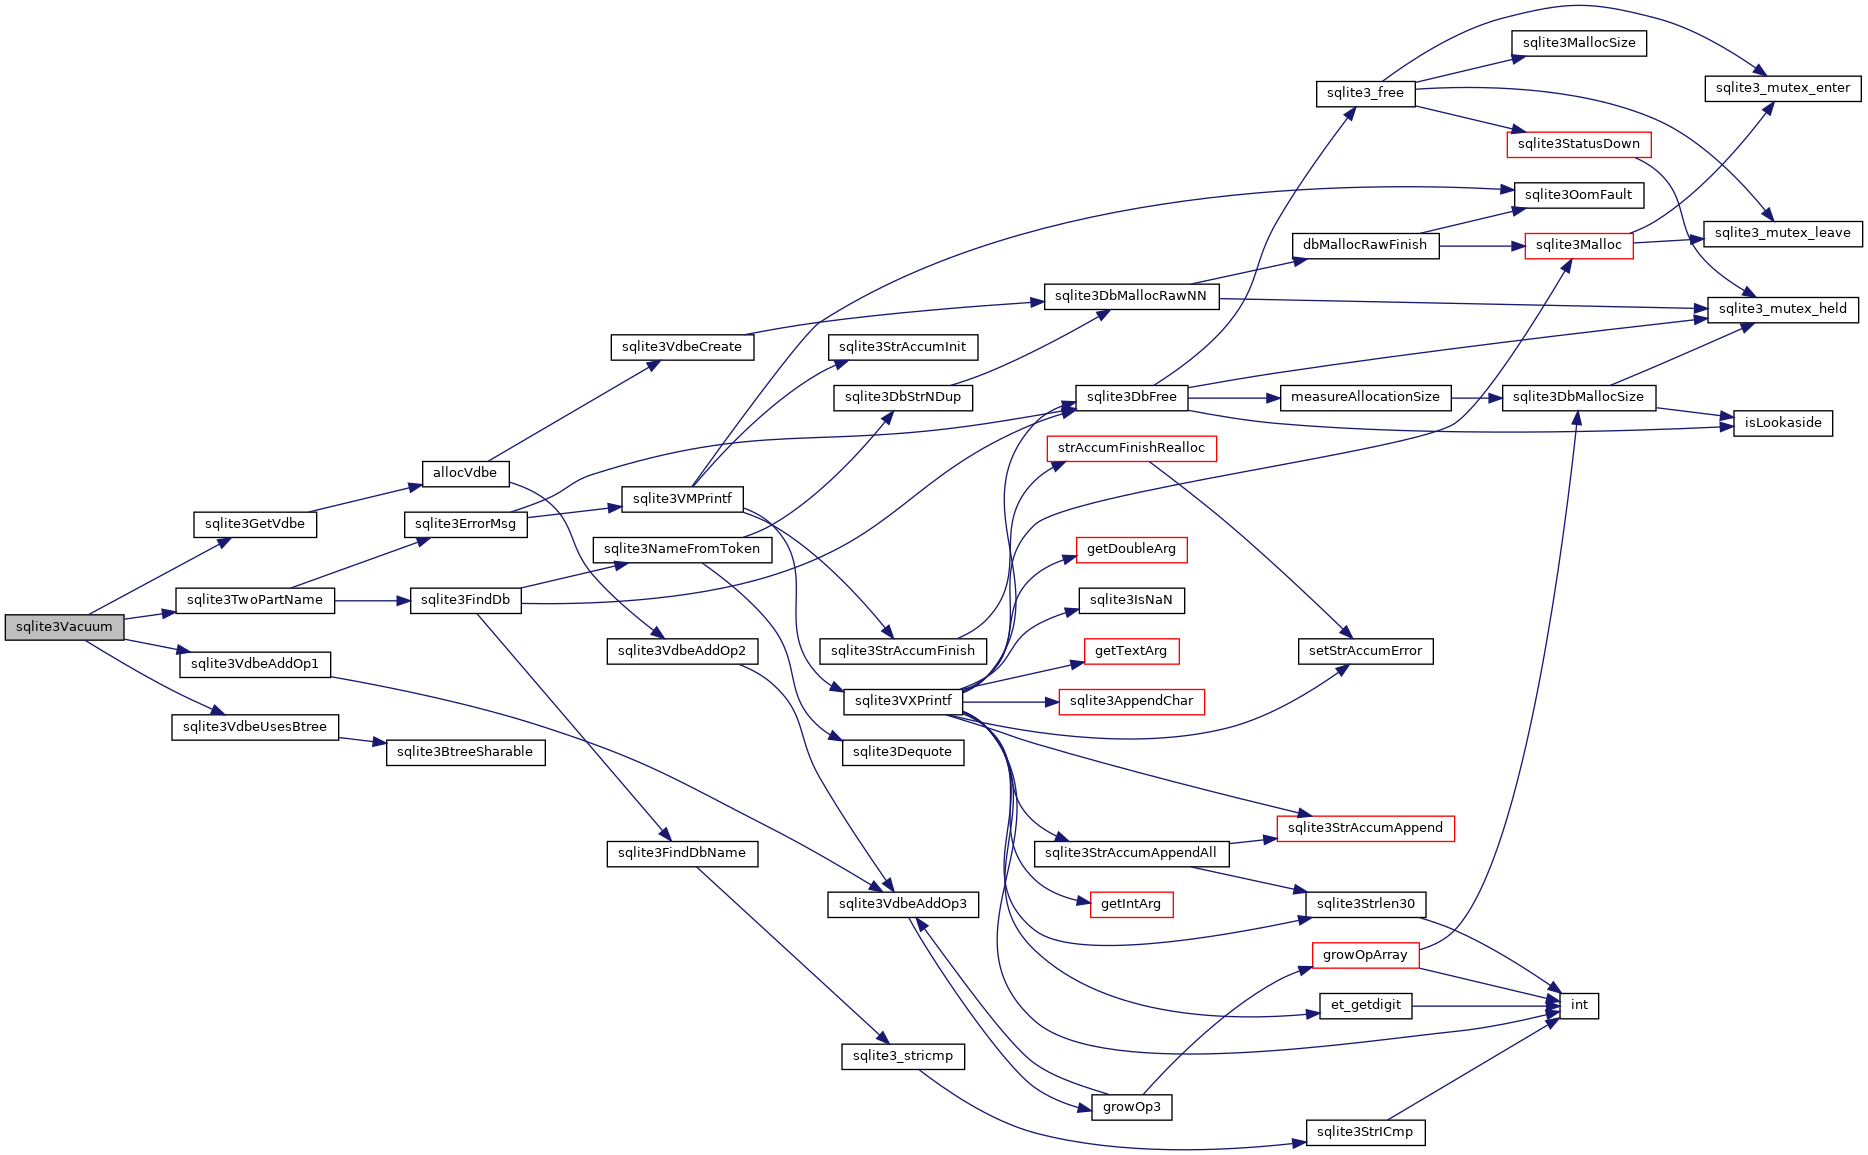 sqlite3Vacuum
sqlite3GetVdbe
sqlite3TwoPartName
sqlite3VdbeAddOp1
sqlite3VdbeUsesBtree
allocVdbe
sqlite3ErrorMsg
sqlite3FindDb
sqlite3BtreeSharable
sqlite3VdbeCreate
sqlite3VMPrintf
sqlite3NameFromToken
sqlite3VdbeAddOp2
sqlite3FindDbName
sqlite3StrAccumInit
sqlite3DbStrNDup
sqlite3StrAccumFinish
sqlite3VXPrintf
sqlite3Dequote
sqlite3VdbeAddOp3
sqlite3_stricmp
sqlite3DbMallocRawNN
sqlite3DbFree
strAccumFinishRealloc
getDoubleArg
sqlite3IsNaN
getTextArg
sqlite3AppendChar
sqlite3StrAccumAppendAll
getIntArg
growOp3
sqlite3_free
dbMallocRawFinish
measureAllocationSize
setStrAccumError
sqlite3StrAccumAppend
sqlite3Strlen30
growOpArray
et_getdigit
sqlite3StrICmp
sqlite3MallocSize
sqlite3StatusDown
sqlite3OomFault
sqlite3Malloc
sqlite3DbMallocSize
int
sqlite3_mutex_enter
sqlite3_mutex_leave
sqlite3_mutex_held
isLookaside